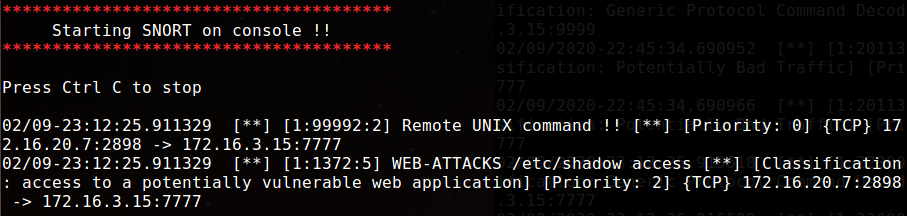 *****************************************
Starting SNORT on console !!
*****************************************
Press Ctrl C to stop
02/09-23:12:25.911329  [**] [1:99992:2] Remote UNIX command !! [**] [Priority: 0] {TCP} 17
2.16.20.7:2898 -> 172.16.3.15:7777
02/09-23:12:25.911329  [**] [1:1372:5] WEB-ATTACKS /etc/shadow access [**] [Classification
: access to a potentially vulnerable web application] [Priority: 2] {TCP} 172.16.20.7:2898
-> 172.16.3.15:7777
ification: Generic Protocol Command Decod
.3.15:9999
02/09/2020-22:45:34.690952  [**] [1:20113
sification: Potentially Bad Traffic] [Pri
777
02/09/2020-22:45:34.690966  [**] [1:20113
7777